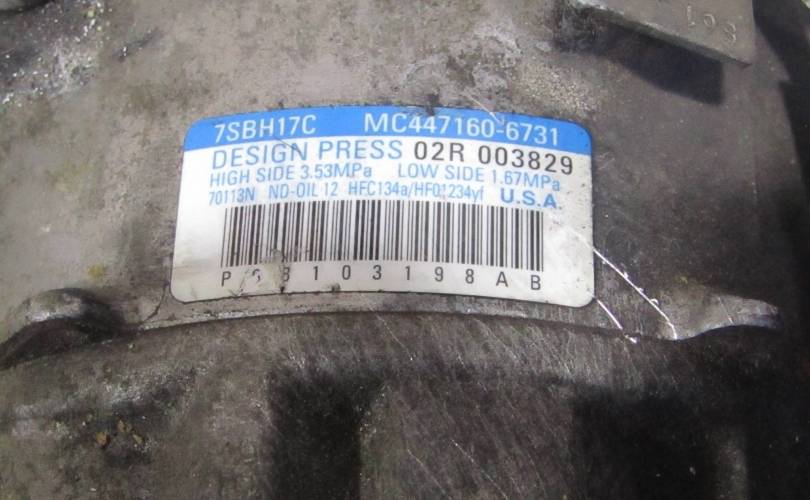 7SBH17C MC447160-6731
DESIGN PRESS 02R 003829
HIGH SIDE 3.53MPa LOW SIDE 1.67MPa
70113N ND-OIL 12 HFC134a/HFO1234yf U.S.A.
P68103198AB